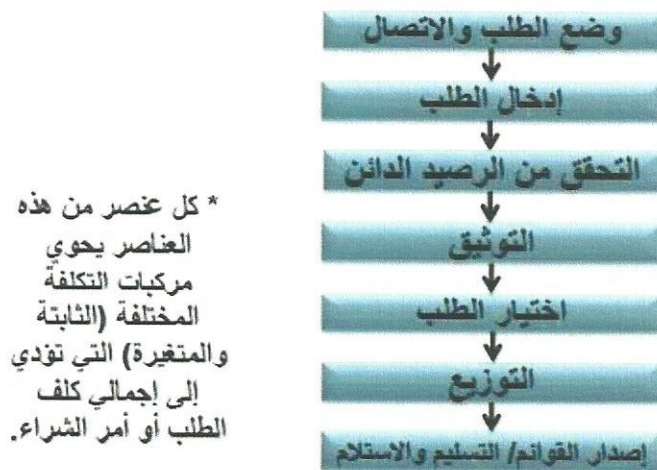 وضع الطلب والاتصال
إدخال الطلب
التحقق من الرصيد الدائن
التوثيق
اختيار الطلب
التوزيع
إصدار القوائم/ التسليم والاستلام
* كل عنصر من هذه
العناصر يحوي
مركبات التكلفة
المختلفة (الثابتة
والمتغيرة) التي تؤدي
إلى إجمالي كلف
الطلب أو أمر الشراء.